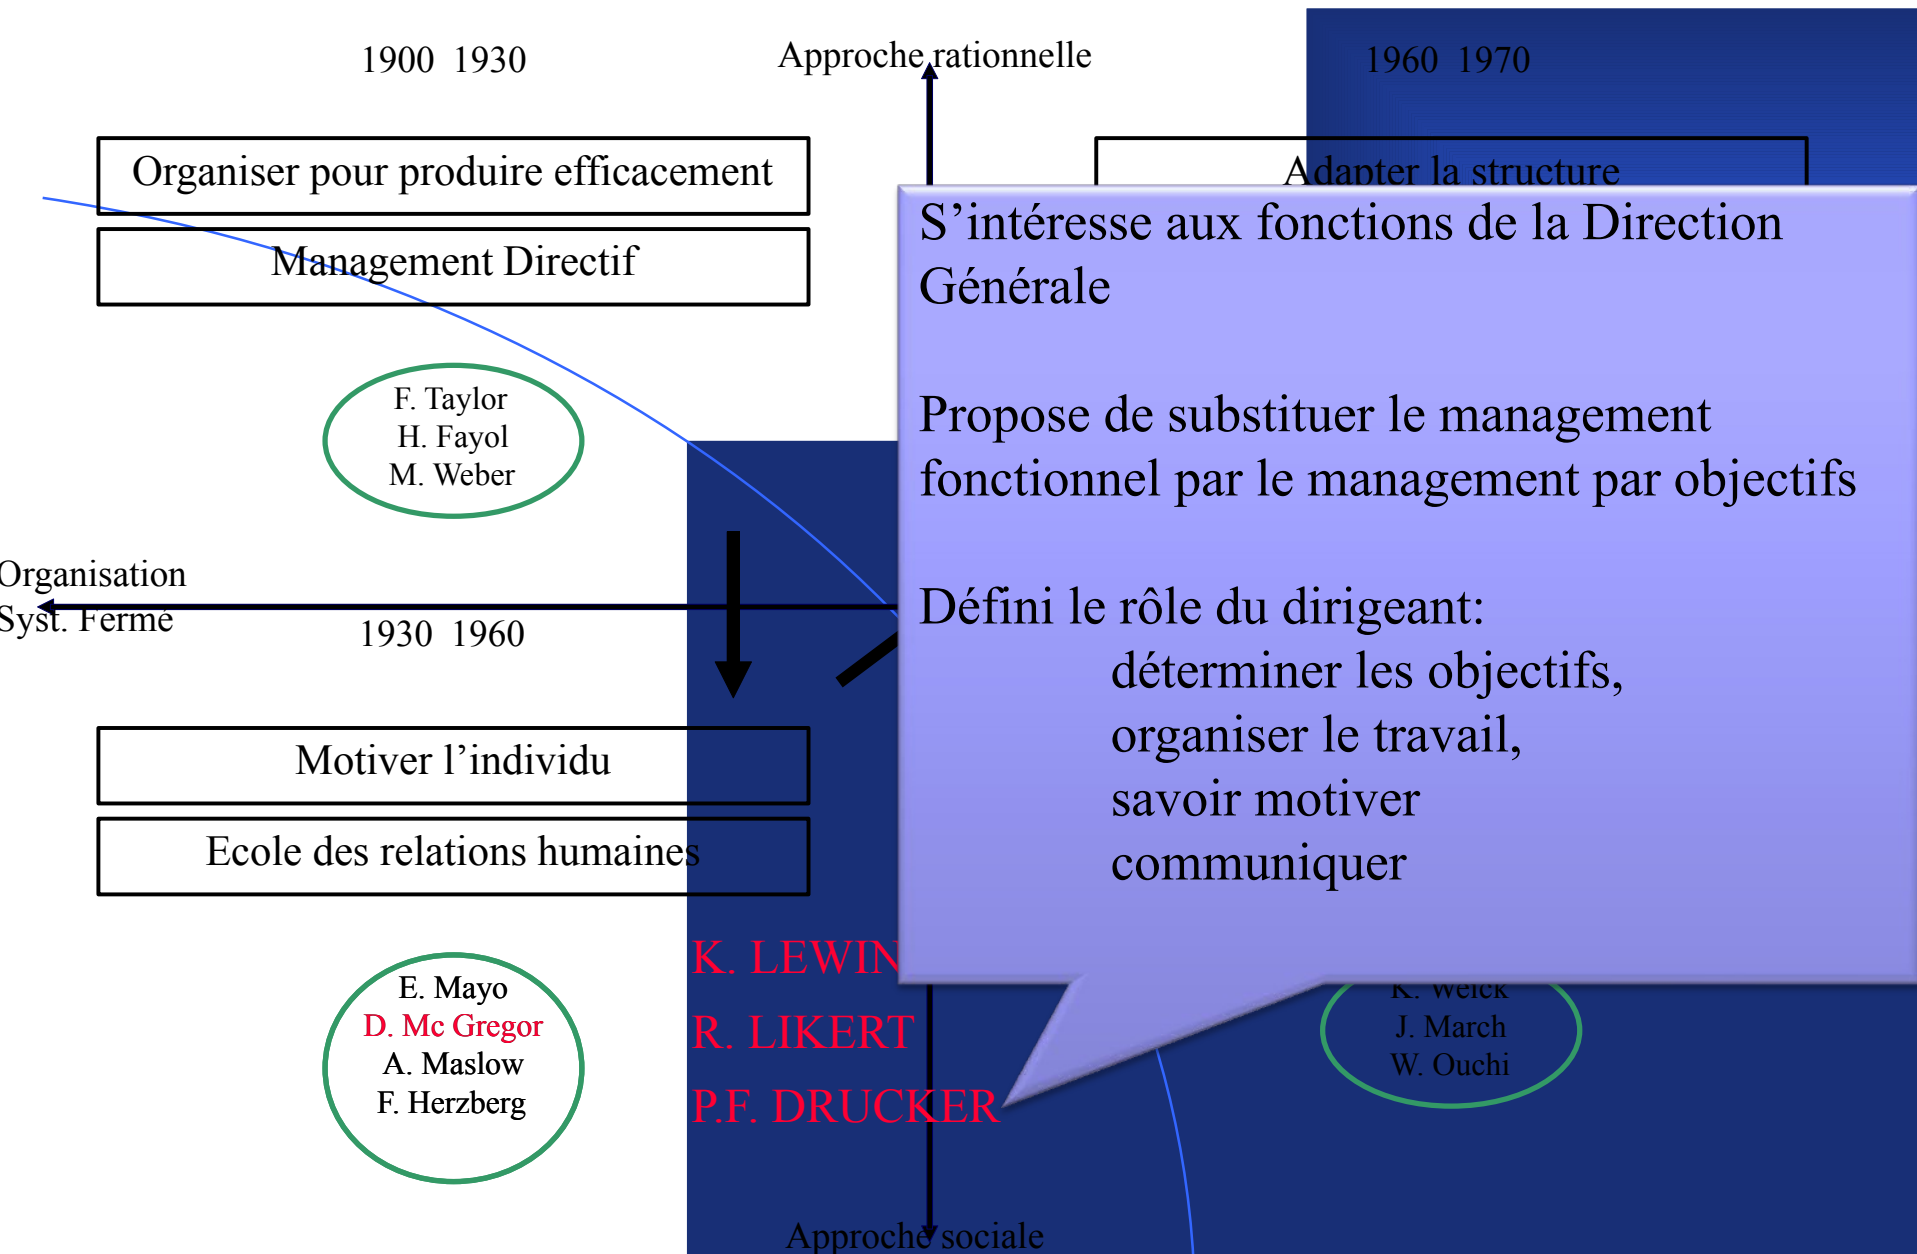 1900 1930
Approche rationnelle
1960 1970
Organiser pour produire efficacement
Adapter la structure
Management Directif
S’intéresse aux fonctions de la Direction
Générale
Propose de substituer le management
fonctionnel par le management par objectifs
Défini le rôle du dirigeant:
déterminer les objectifs,
organiser le travail,
savoir motiver
communiquer
F. Taylor
H. Fayol
M. Weber
Organisation
Syst. Fermé
1930 1960
Motiver l’individu
Ecole des relations humaines
E. Mayo
D. Mc Gregor
A. Maslow
F. Herzberg
K. LEWIN
R. LIKERT
P.F. DRUCKER
K. Weick
J. March
W. Ouchi
Approche sociale